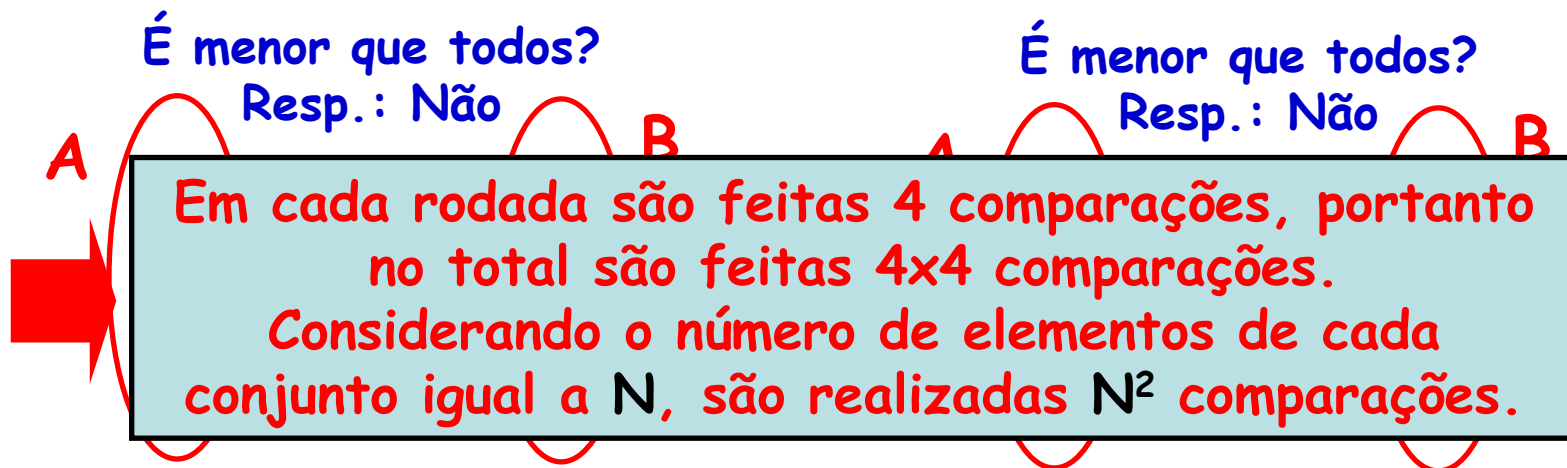 É menor que todos?
Resp.: Não
É menor que todos?
Resp.: Não
A
B
A
B
Em cada rodada são feitas 4 comparações, portanto
no total são feitas 4x4 comparações.
Considerando o número de elementos de cada
conjunto igual a N, são realizadas N² comparações.